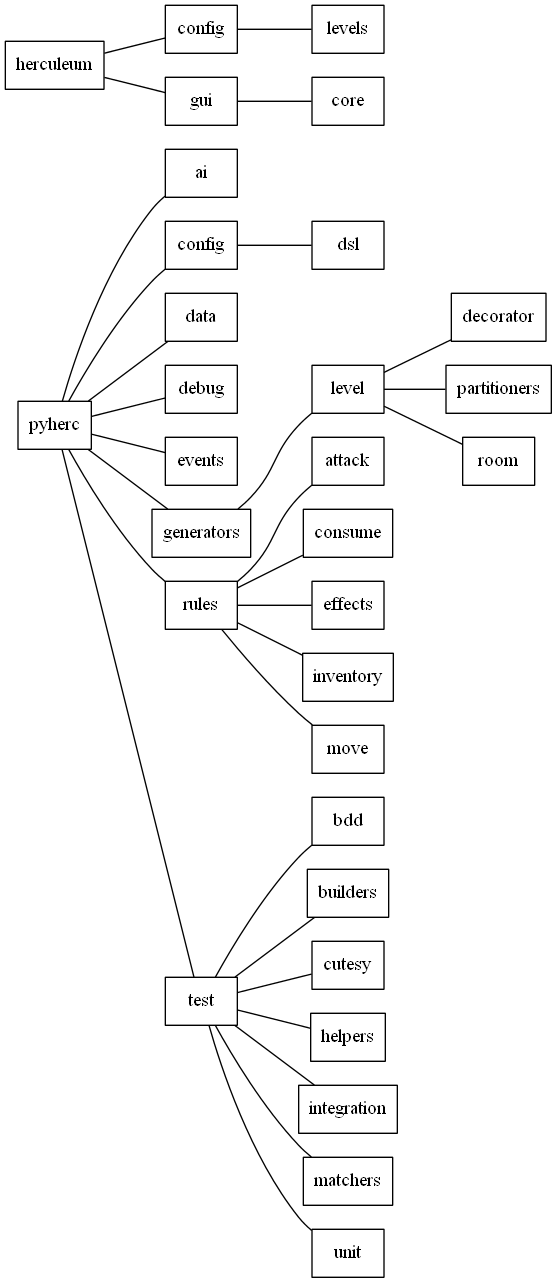 config
levels
herculeum
gui
core
ai
config
dsl
data
decorator
debug
level
partitioners
pyherc
events
attack
room
generators
consume
rules
effects
inventory
move
bdd
builders
cutesy
test
helpers
integration
matchers
unit